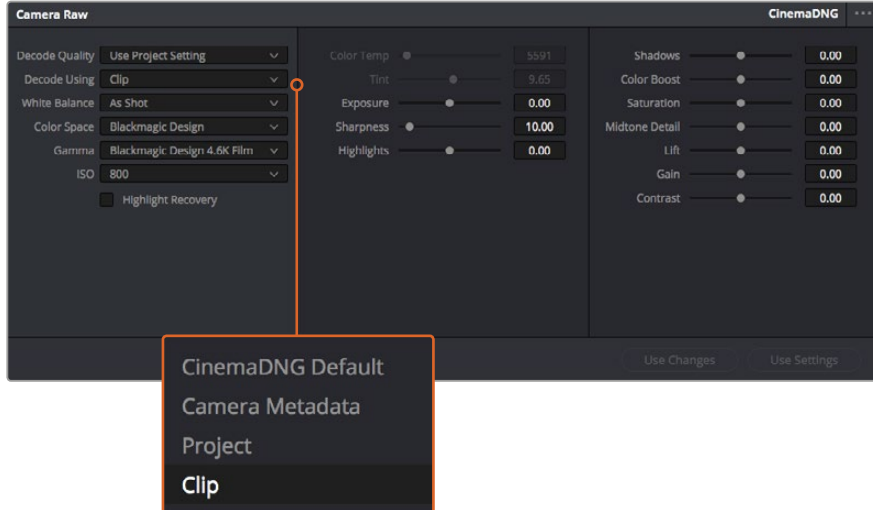 Camera Raw
CinemaDNG
Decode Quality Use Project Setting
Decode Using Clip
White Balance As Shot
Color Space Blackmagic Design
Gamma Blackmagic Design 4.6K Film
ISO 800
Highlight Recovery
Color Temp 5591
Tint 9.65
Exposure 0.00
Sharpness 10.00
Highlights 0.00
Shadows 0.00
Color Boost 0.00
Saturation 0.00
Midtone Detail 0.00
Lift 0.00
Gain 0.00
Contrast 0.00
Use Changes
Use Settings
CinemaDNG Default
Camera Metadata
Project
Clip